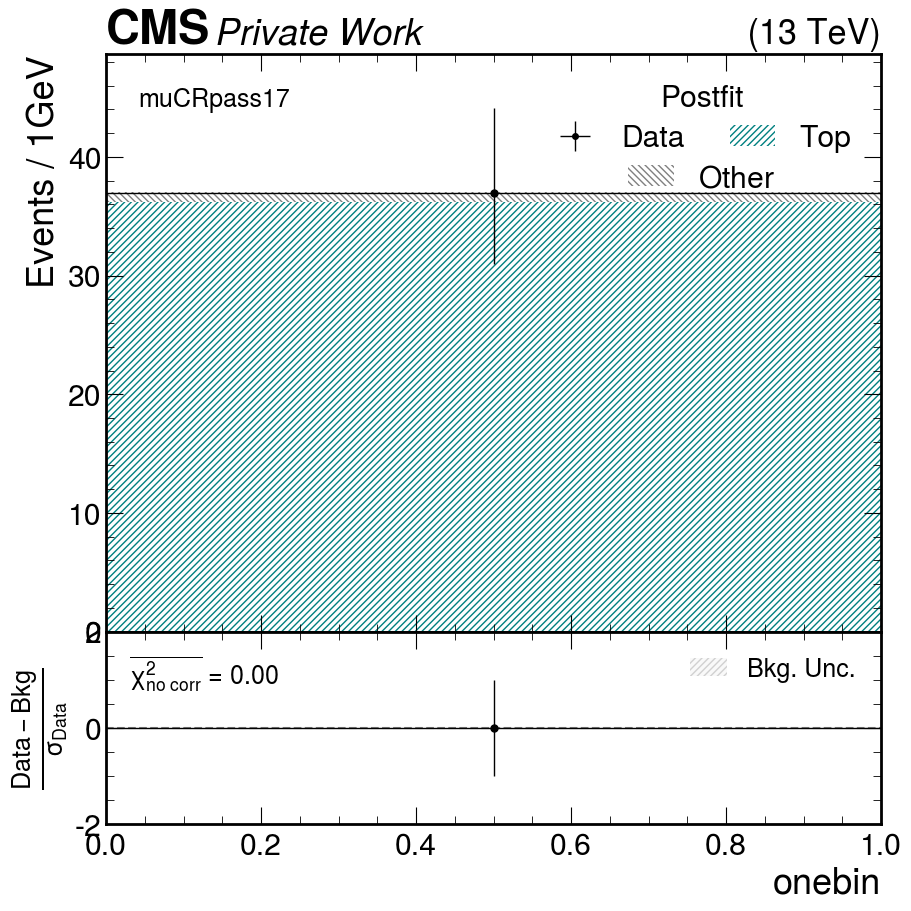 CMS Private Work (13 TeV)
Events / 1GeV
muCRpass17
Postfit
Data Top
Other
40
30
20
10
0
2
0
-2
Data – Bkg
σData
χ² no corr = 0.00
Bkg. Unc.
0.0 0.2 0.4 0.6 0.8 1.0
onebin